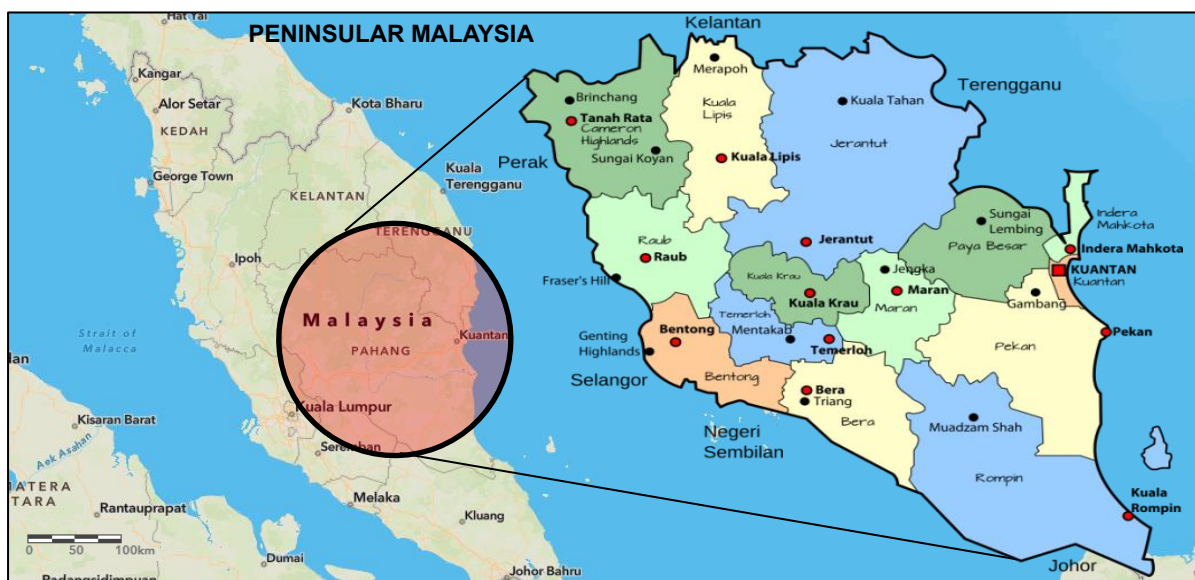 PENINSULAR MALAYSIA
Hat Yai
Kangar
Alor Setar
KEDAH
Kota Bharu
George Town
Kuala
Terengganu
KELANTAN
TERENGGANU
Ipoh
Strait of
Malacca
Malaysia
PAHANG
Kuantan
Kuala Lumpur
Kisaran Barat
Aek Asahan
Seremban
Melaka
Rantauprapat
Kluang
Dumai
Johor Bahru
Padangsidimpuan
0 50 100km
Kelantan
Terengganu
Perak
Selangor
Negeri
Sembilan
Johor
Merapoh
Kuala
Lipis
Kuala Lipis
Brinchang
Tanah Rata
Cameron
Highlands
Sungai Koyan
Kuala Tahan
Jerantut
Jerantut
Sungai
Lembing
Paya Besar
Indera
Mahkota
Indera Mahkota
KUANTAN
Kuantan
Raub
Raub
Fraser's Hill
Kuala Krau
Kuala Krau
Jengka
Maran
Maran
Gambang
Pekan
Pekan
Temerloh
Mentakab
Temerloh
Bentong
Bentong
Genting
Highlands
Bera
Triang
Bera
Muadzam Shah
Rompin
Kuala
Rompin